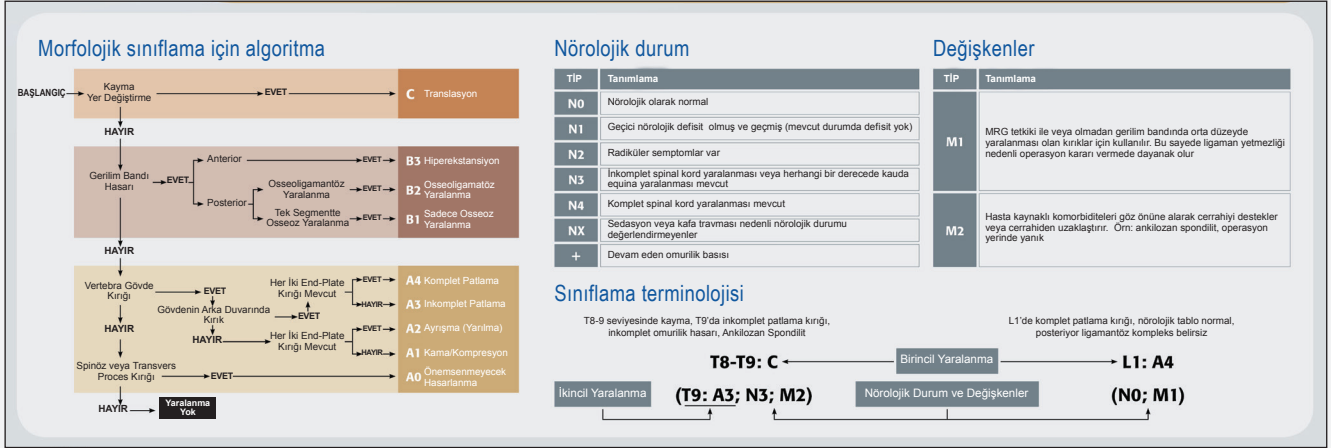 Morfolojik sınıflama için algoritma
BAŞLANGIÇ
Kayma
Yer Değiştirme
EVET
C Translasyon
HAYIR
Gerilim Bandı
Hasarı
EVET
Anterior
EVET
B3 Hiperekstansiyon
Posterior
Osseoligamantöz
Yaralanma
EVET
B2 Osseoligamatöz
Yaralanma
Tek Segmentte
Osseoz Yaralanma
EVET
B1 Sadece Osseoz
Yaralanma
HAYIR
Vertebra Gövde
Kırığı
EVET
Gövdenin Arka Duvarında
Kırık
EVET
Her İki End-Plate
Kırığı Mevcut
EVET
A4 Komplet Patlama
HAYIR
A3 Inkomplet Patlama
HAYIR
Her İki End-Plate
Kırığı Mevcut
EVET
A2 Ayrışma (Yarılma)
HAYIR
A1 Kama/Kompresyon
HAYIR
Spinöz veya Transvers
Proces Kırığı
EVET
A0 Önemsenmeyecek
Hasarlanma
HAYIR
Yaralanma
Yok
Nörolojik durum
TİP Tanımlama
N0 Nörolojik olarak normal
N1 Geçici nörolojik defisit olmuş ve geçmiş (mevcut durumda defisit yok)
N2 Radiküler semptomlar var
N3 İnkomplet spinal kord yaralanması veya herhangi bir derecede kauda
equina yaralanması mevcut
N4 Komplet spinal kord yaralanması mevcut
NX Sedasyon veya kafa travması nedenli nörolojik durumu
değerlendirmeyenler
+ Devam eden omurilik basısı
Değişkenler
TİP Tanımlama
M1 MRG tetkiki ile veya olmadan gerilim bandında orta düzeyde
yaralanması olan kırıklar için kullanılır. Bu sayede ligaman yetmezliği
nedenli operasyon kararı vermede dayanak olur
M2 Hasta kaynaklı komorbiditeleri göz önüne alarak cerrahiyi destekler
veya cerrahiden uzaklaştırır. Örn: ankilozan spondilit, operasyon
yerinde yanık
Sınıflama terminolojisi
T8-9 seviyesinde kayma, T9'da inkomplet patlama kırığı,
inkomplet omurilik hasarı, Ankilozan Spondilit
L1'de komplet patlama kırığı, nörolojik tablo normal,
posteriyor ligamantöz kompleks belirsiz
T8-T9: C
Birincil Yaralanma
L1: A4
İkincil Yaralanma
(T9: A3; N3; M2)
Nörolojik Durum ve Değişkenler
(N0; M1)